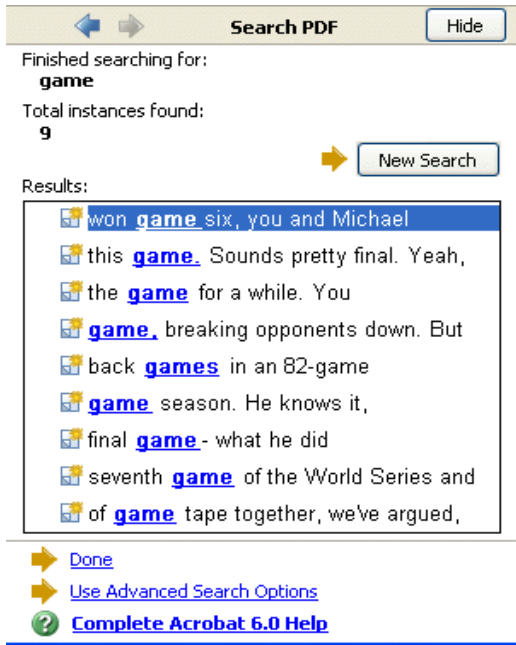 Search PDF Hide
Finished searching for:
game
Total instances found:
9
New Search
Results:
won game six, you and Michael
this game. Sounds pretty final. Yeah,
the game for a while. You
game, breaking opponents down. But
back games in an 82-game
game season. He knows it,
final game - what he did
seventh game of the World Series and
of game tape together, we've argued,
Done
Use Advanced Search Options
Complete Acrobat 6.0 Help